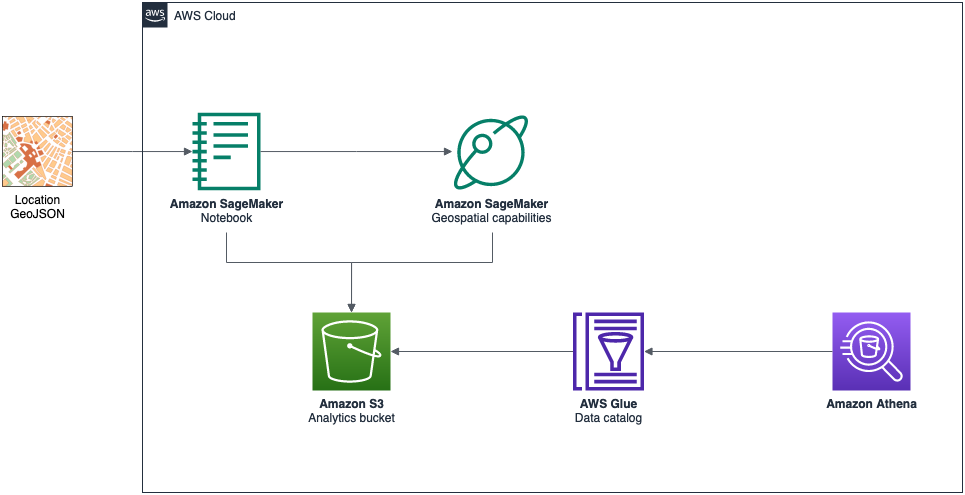 aws
AWS Cloud
Location
GeoJSON
Amazon SageMaker
Notebook
Amazon SageMaker
Geospatial capabilities
Amazon S3
Analytics bucket
AWS Glue
Data catalog
Amazon Athena